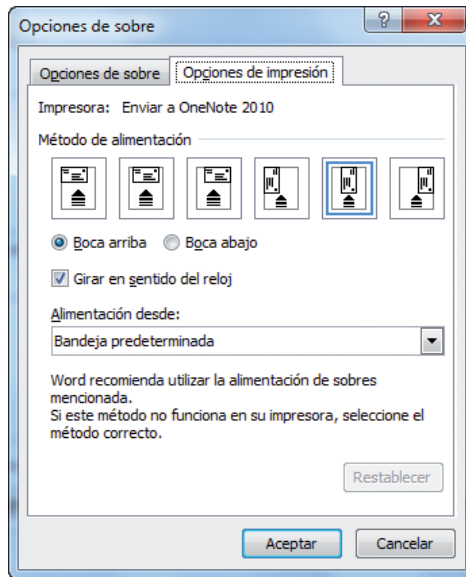 Opciones de sobre
Opciones de sobre
Opciones de impresión
Impresora: Enviar a OneNote 2010
Método de alimentación
Boca arriba
Boca abajo
Girar en sentido del reloj
Alimentación desde:
Bandeja predeterminada
Word recomienda utilizar la alimentación de sobres
mencionada.
Si este método no funciona en su impresora, seleccione el
método correcto.
Restablecer
Aceptar
Cancelar